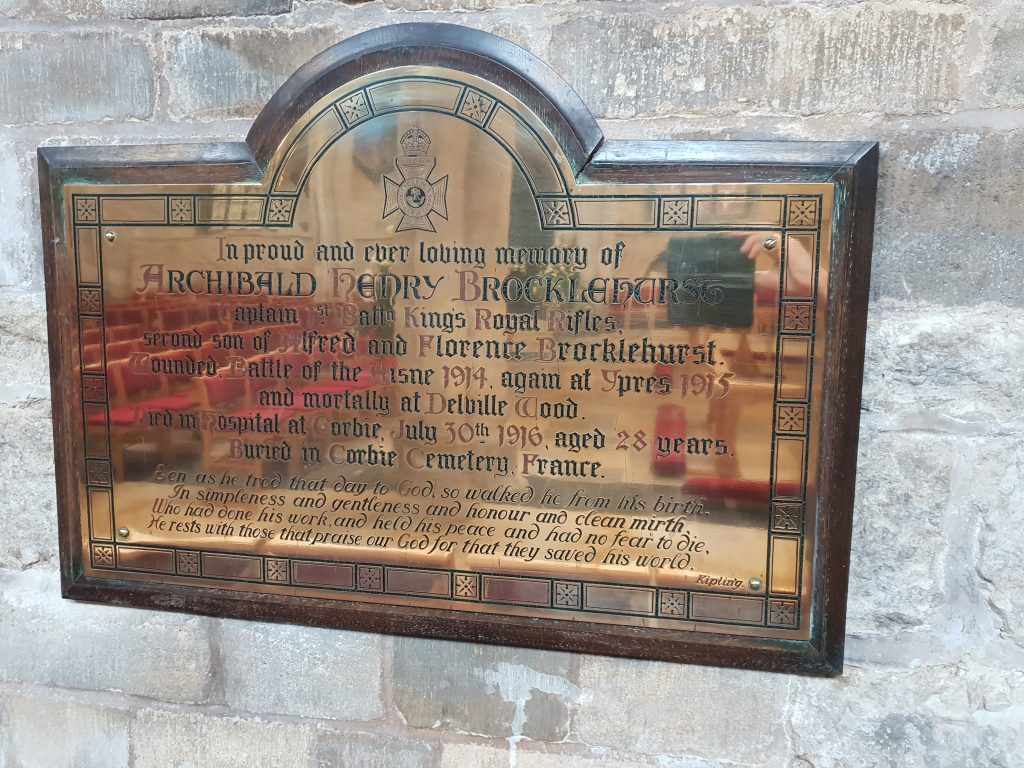 In proud and ever loving memory of
ARCHIBALD HENRY BROCKLEHURST
Captain 1st Battn Kings Royal Rifles,
second son of Alfred and Florence Brocklehurst.
Wounded, Battle of the Aisne 1914, again at Ypres 1915
and mortally at Delville Wood.
Died in hospital at Corbie July 30th 1916, aged 28 years.
Buried in Corbie Cemetery, France.
Een as he trod that day to God, so walked he from his birth,
In simpleness and gentleness and honour and clean mirth,
Who had done his work, and held his peace and had no fear to die,
He rests with those that praise our God for that they saved his world.
Kipling.